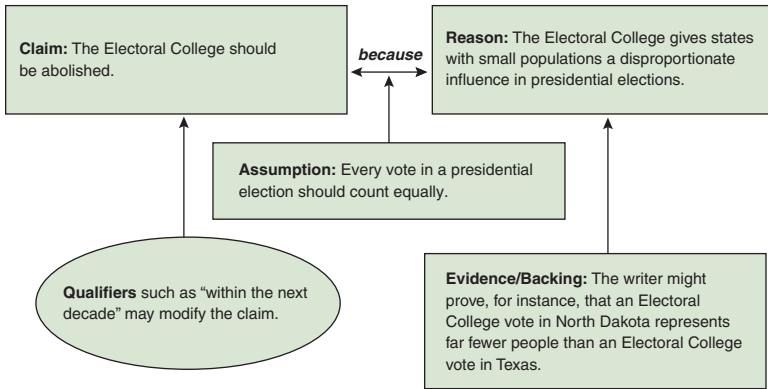 Claim: The Electoral College should
be abolished.
because
Reason: The Electoral College gives states
with small populations a disproportionate
influence in presidential elections.
Assumption: Every vote in a presidential
election should count equally.
Qualifiers such as “within the next
decade” may modify the claim.
Evidence/Backing: The writer might
prove, for instance, that an Electoral
College vote in North Dakota represents
far fewer people than an Electoral College
vote in Texas.